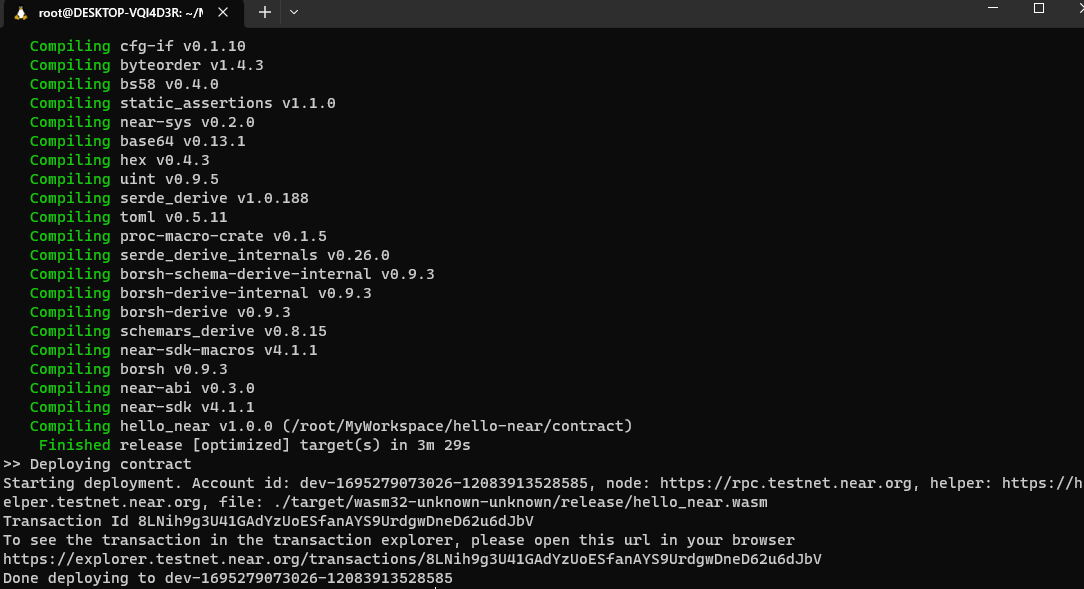 root@DESKTOP-VQI4D3R: ~/M
Compiling cfg-if v0.1.10
Compiling byteorder v1.4.3
Compiling bs58 v0.4.0
Compiling static_assertions v1.1.0
Compiling near-sys v0.2.0
Compiling base64 v0.13.1
Compiling hex v0.4.3
Compiling uint v0.9.5
Compiling serde_derive v1.0.188
Compiling toml v0.5.11
Compiling proc-macro-crate v0.1.5
Compiling serde_derive_internals v0.26.0
Compiling borsh-schema-derive-internal v0.9.3
Compiling borsh-derive-internal v0.9.3
Compiling borsh-derive v0.9.3
Compiling schemars_derive v0.8.15
Compiling near-sdk-macros v4.1.1
Compiling borsh v0.9.3
Compiling near-abi v0.3.0
Compiling near-sdk v4.1.1
Compiling hello_near v1.0.0 (/root/MyWorkspace/hello-near/contract)
Finished release [optimized] target(s) in 3m 29s
>> Deploying contract
Starting deployment. Account id: dev-1695279073026-12083913528585, node: https://rpc.testnet.near.org, helper: https://h
elper.testnet.near.org, file: ./target/wasm32-unknown-unknown/release/hello_near.wasm
Transaction Id 8LNih9g3U41GAdYzUoESfanAYS9UrdgwDneD62u6dJbV
To see the transaction in the transaction explorer, please open this url in your browser
https://explorer.testnet.near.org/transactions/8LNih9g3U41GAdYzUoESfanAYS9UrdgwDneD62u6dJbV
Done deploying to dev-1695279073026-12083913528585